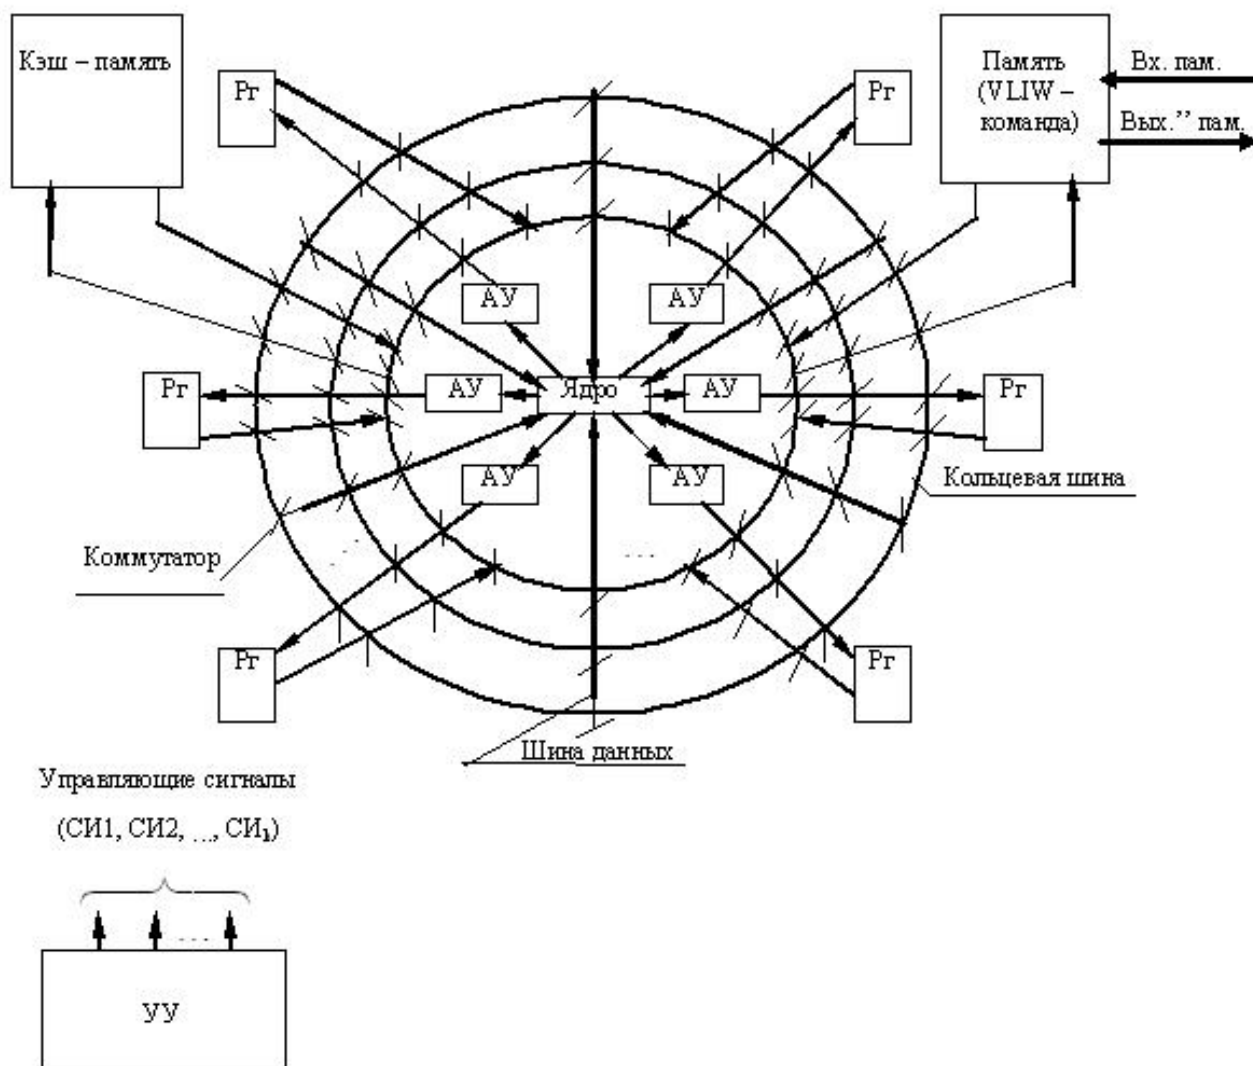 Кэш – память
Память
(VLIW –
команда)
Вх. пам.
Вых.” пам.
Рг
Рг
АУ
АУ
Рг
АУ
Ядро
АУ
Рг
АУ
АУ
Кольцевая шина
Коммутатор
...
...
Рг
Рг
Шина данных
Управляющие сигналы
(СИ1, СИ2, ..., СИ)
...
УУ